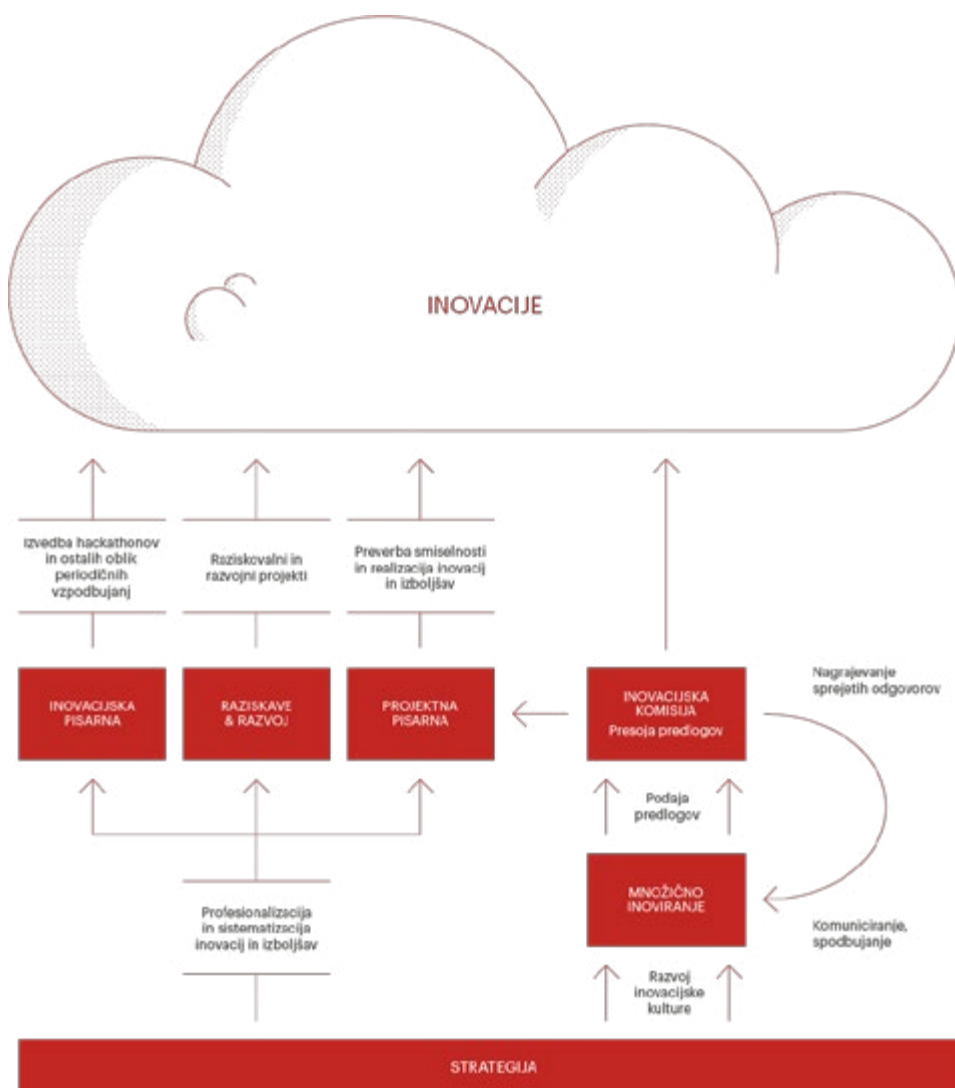 INOVACIJE
Izvedba hackathonov
in ostalih oblik
periodičnih
vzpodbujanj
Raziskovalni in
razvojni projekti
Preverba smiselnosti
in realizacija inovacij
in izboljšav
INOVACIJSKA
PISARNA
RAZISKAVE
& RAZVOJ
PROJEKTNA
PISARNA
INOVACIJSKA
KOMISIJA
Presoja predlogov
Nagrajevanje
sprejetih odgovorov
Podaja
predlogov
MNOŽIČNO
INOVIRANJE
Profesionalizacija
in sistematizacija
inovacij in izboljšav
Komuniciranje,
spodbujanje
Razvoj
inovacijske
kulture
STRATEGIJA